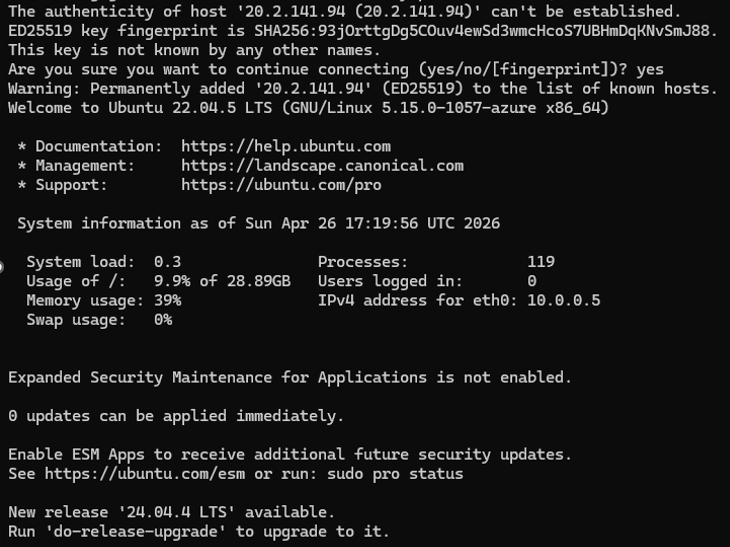 The authenticity of host '20.2.141.94 (20.2.141.94)' can't be established.
ED25519 key fingerprint is SHA256:93jOrttgDg5COuv4ewSd3wmcHcoS7UBHmDqKNvSmJ88.
This key is not known by any other names.
Are you sure you want to continue connecting (yes/no/[fingerprint])? yes
Warning: Permanently added '20.2.141.94' (ED25519) to the list of known hosts.
Welcome to Ubuntu 22.04.5 LTS (GNU/Linux 5.15.0-1057-azure x86_64)

 * Documentation:  https://help.ubuntu.com
 * Management:     https://landscape.canonical.com
 * Support:        https://ubuntu.com/pro

 System information as of Sun Apr 26 17:19:56 UTC 2026

  System load:  0.3               Processes:             119
  Usage of /:   9.9% of 28.89GB   Users logged in:       0
  Memory usage: 39%               IPv4 address for eth0: 10.0.0.5
  Swap usage:   0%

Expanded Security Maintenance for Applications is not enabled.

0 updates can be applied immediately.

Enable ESM Apps to receive additional future security updates.
See https://ubuntu.com/esm or run: sudo pro status

New release '24.04.4 LTS' available.
Run 'do-release-upgrade' to upgrade to it.